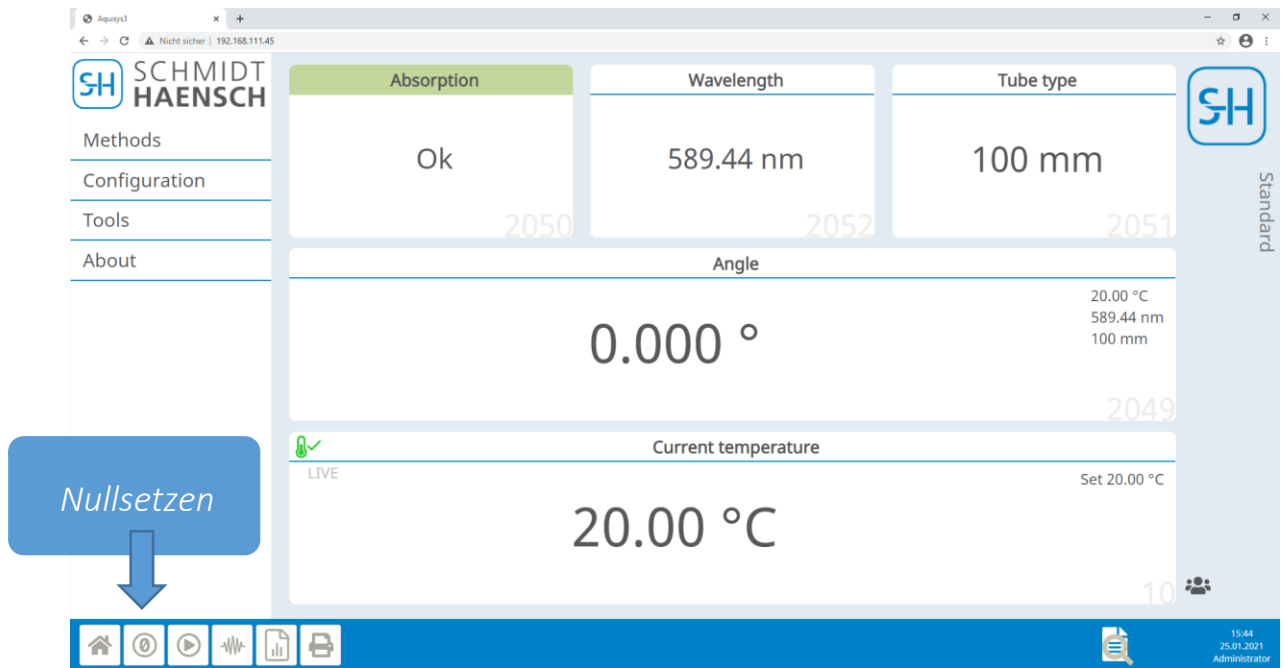 Aquisys3
Nicht sicher | 192.168.111.45
SCHMIDT
HAENSCH
Methods
Configuration
Tools
About
Absorption
Ok
2050
Wavelength
589.44 nm
2052
Tube type
100 mm
2051
SH
Standard
Angle
20.00 °C
589.44 nm
100 mm
0.000 °
2049
Current temperature
LIVE
Set 20.00 °C
20.00 °C
10
Nullsetzen
0
15:44
25.01.2021
Administrator